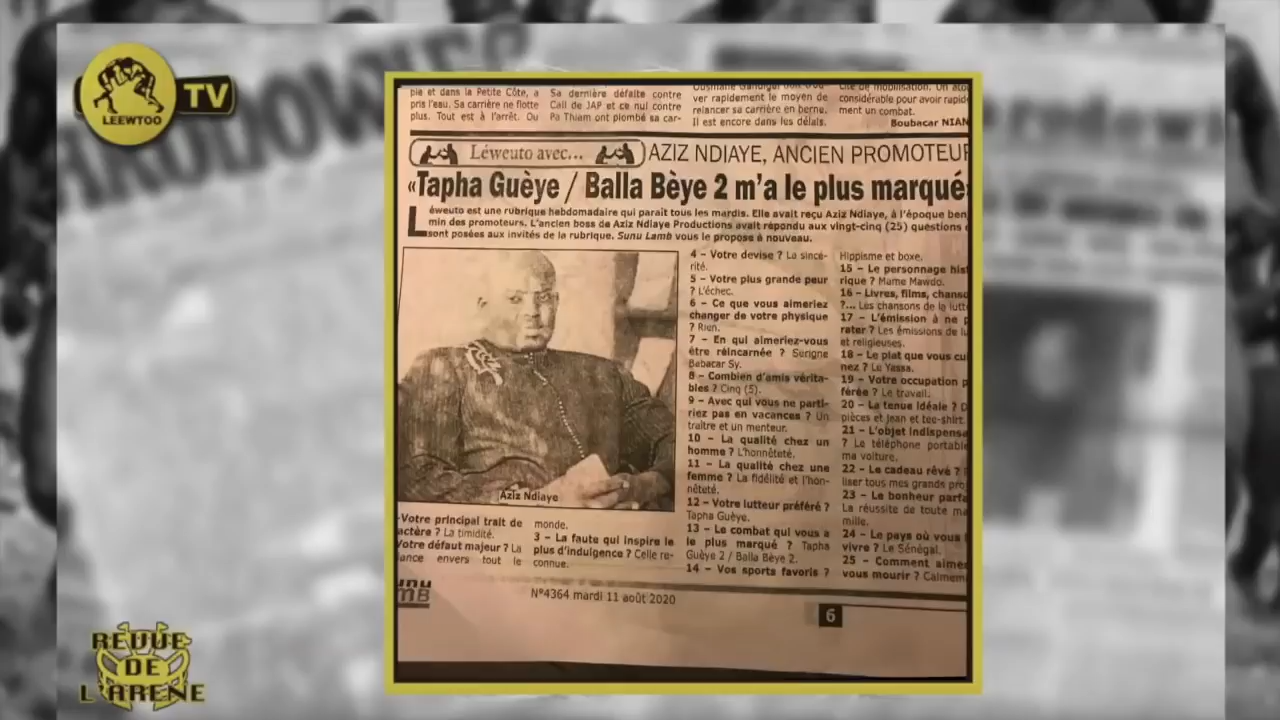 LEEWTOO
TV
pie et dans la Petite Côte, a
pris l'eau. Sa carrière ne flotte
plus. Tout est à l'arrêt. Ou
Sa dernière défaite contre
Call de JAP et ce nul contre
Pa Thiam ont plombé sa car-
ver rapidement le moyen de
relancer sa carrière en berne.
Il est encore dans les délais.
considérable pour avoir rapid
ment un combat.
Boubacar NIAN
Léweuto avec...
AZIZ NDIAYE, ANCIEN PROMOTEUR
«Tapha Guèye / Balla Bèye 2 m'a le plus marqué
Léweuto est une rubrique hebdomadaire qui parait tous les mardis. Elle avait reçu Aziz Ndiaye, à l'époque ben
min des promoteurs. L'ancien boss de Aziz Ndiaye Productions avait répondu aux vingt-cinq (25) questions
sont posées aux invités de la rubrique. Sunu Lamb vous le propose à nouveau.
Aziz Ndiaye
-Votre principal trait de
actère ? La timidité.
Votre défaut majeur ? La
lance envers tout le
monde.
3 – La faute qui inspire le
plus d'indulgence ? Celle re-
connue.
4 – Votre devise ? La sincé-
rité.
5 – Votre plus grande peur
? L'échec.
6 – Ce que vous aimeriez
changer de votre physique
? Rien.
7 – En qui aimeriez-vous
être réincarnée ? Serigne
Babacar Sy.
8 – Combien d'amis vérita-
bles ? Cinq (5).
9 – Avec qui vous ne parti-
riez pas en vacances ? Un
traître et un menteur.
10 – La qualité chez un
homme ? L'honnêteté.
11 – La qualité chez une
femme ? La fidélité et l'hon-
nêteté.
12 – Votre lutteur préféré ?
Tapha Guèye.
13 – Le combat qui vous a
le plus marqué ? Tapha
Guèye 2 / Balla Bèye 2.
14 – Vos sports favoris ?
Hippisme et boxe.
15 – Le personnage his
rique ? Mame Mawdo.
16 – Livres, films, chanso
?... Les chansons de la lutt
17 – L'émission à ne p
rater ? Les émissions de lu
et religieuses.
18 – Le plat que vous cui
nez ? Le Yassa.
19 – Votre occupation p
férée ? Le travail.
20 – La tenue idéale ? D
pièces et jean et tee-shirt.
21 – L'objet indispensa
? Le téléphone portable
ma voiture.
22 – Le cadeau rêvé ?
liser tous mes grands pro
23 – Le bonheur parfa
La réussite de toute ma
mille.
24 – Le pays où vous
vivre ? Le Sénégal.
25 – Comment aimer
vous mourir ? Calmem
N°4364 mardi 11 août 2020
6
REVUE
DE
L'ARENE